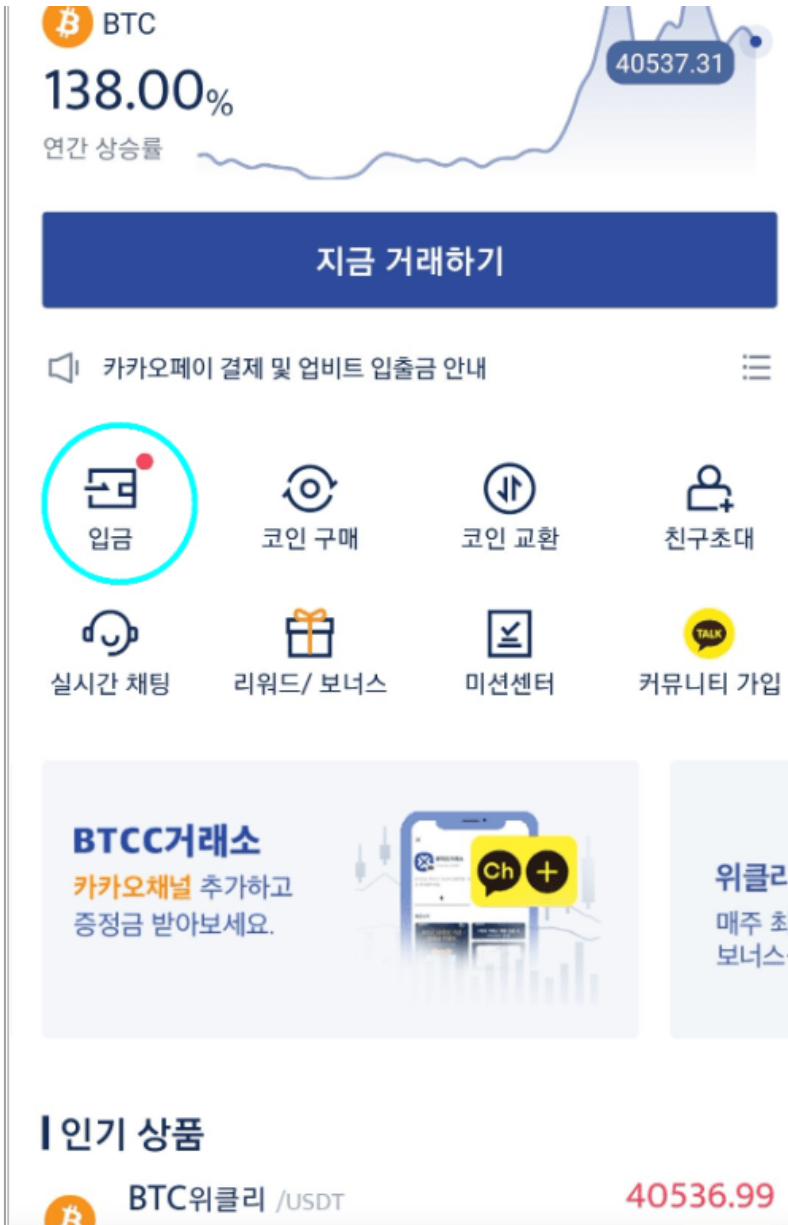 BTC
138.00%
40537.31
연간 상승률
지금 거래하기
카카오페이 결제 및 업비트 입출금 안내
입금
코인 구매
코인 교환
친구초대
TALK
실시간 채팅
리워드/ 보너스
미션센터
커뮤니티 가입
BTCC거래소
카카오채널 추가하고
증정금 받아보세요.
Ch
매주
보너스
인기 상품
BTC위클리 /USDT
40536.99